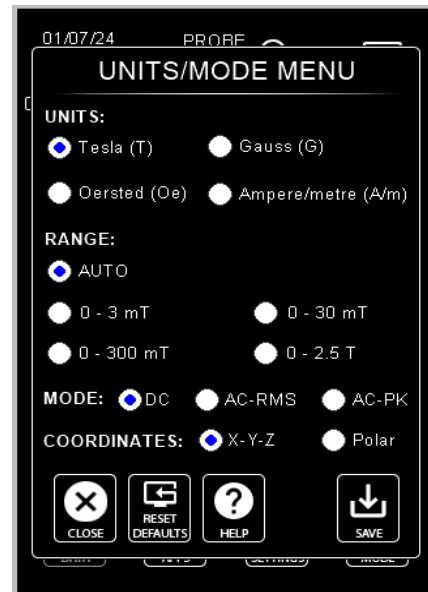 01/07/24 PROBE
UNITS/MODE MENU
UNITS:
Tesla (T) Gauss (G)
Oersted (Oe) Ampere/metre (A/m)
RANGE:
AUTO
0 - 3 mT 0 - 30 mT
0 - 300 mT 0 - 2.5 T
MODE: DC AC-RMS AC-PK
COORDINATES: X-Y-Z Polar
CLOSE RESET DEFAULTS HELP SAVE
DATA APPS SETTINGS MODE